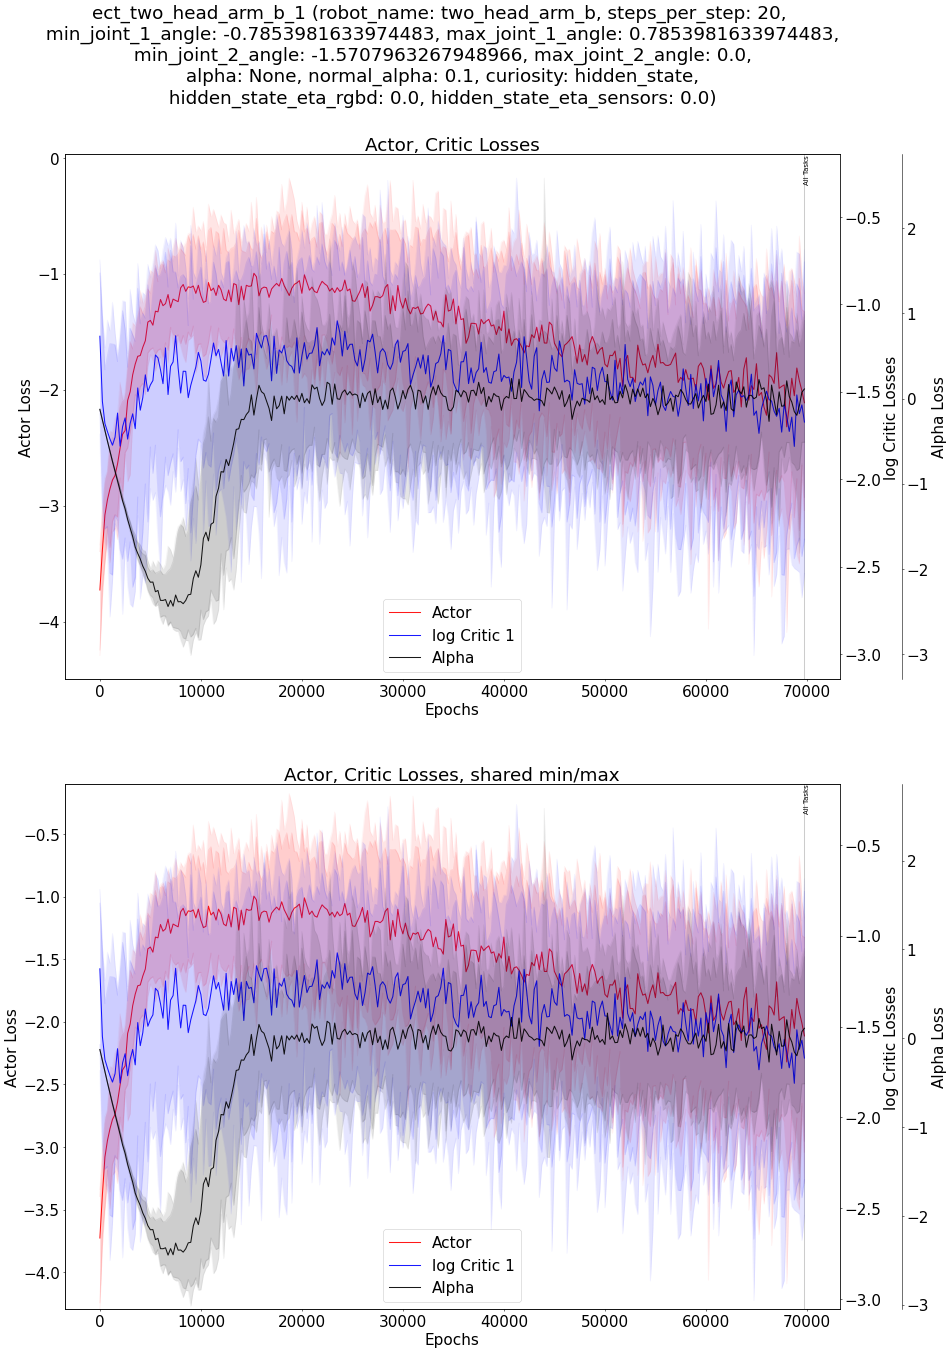 ect_two_head_arm_b_1 (robot_name: two_head_arm_b, steps_per_step: 20,
min_joint_1_angle: -0.7853981633974483, max_joint_1_angle: 0.7853981633974483,
min_joint_2_angle: -1.5707963267948966, max_joint_2_angle: 0.0,
alpha: None, normal_alpha: 0.1, curiosity: hidden_state,
hidden_state_eta_rgbd: 0.0, hidden_state_eta_sensors: 0.0)
Actor, Critic Losses
Actor Loss
0
−1
−2
−3
−4
0
10000
20000
30000
40000
50000
60000
70000
Epochs
−0.5
−1.0
−1.5
−2.0
−2.5
−3.0
log Critic Losses
2
1
0
−1
−2
−3
Alpha Loss
All Tasks
Actor
log Critic 1
Alpha
Actor, Critic Losses, shared min/max
Actor Loss
−0.5
−1.0
−1.5
−2.0
−2.5
−3.0
−3.5
−4.0
0
10000
20000
30000
40000
50000
60000
70000
Epochs
−0.5
−1.0
−1.5
−2.0
−2.5
−3.0
log Critic Losses
2
1
0
−1
−2
−3
Alpha Loss
All Tasks
Actor
log Critic 1
Alpha